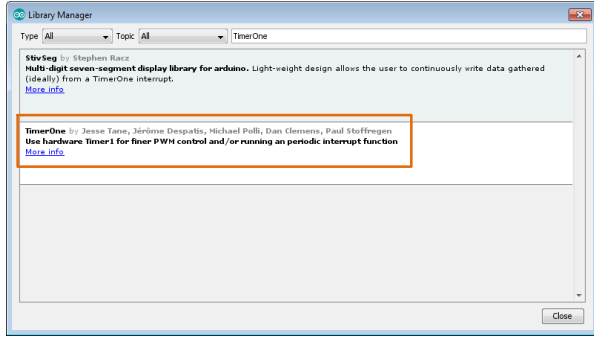 Library Manager
Type All Topic All TimerOne
StivSeg by Stephen Racz
Multi-digit seven-segment display library for arduino. Light-weight design allows the user to continuously write data gathered
(ideally) from a TimerOne interrupt.
More info
TimerOne by Jesse Tane, Jérôme Despatis, Michael Polli, Dan Clemens, Paul Stoffregen
Use hardware Timer1 for finer PWM control and/or running an periodic interrupt function
More info
Close